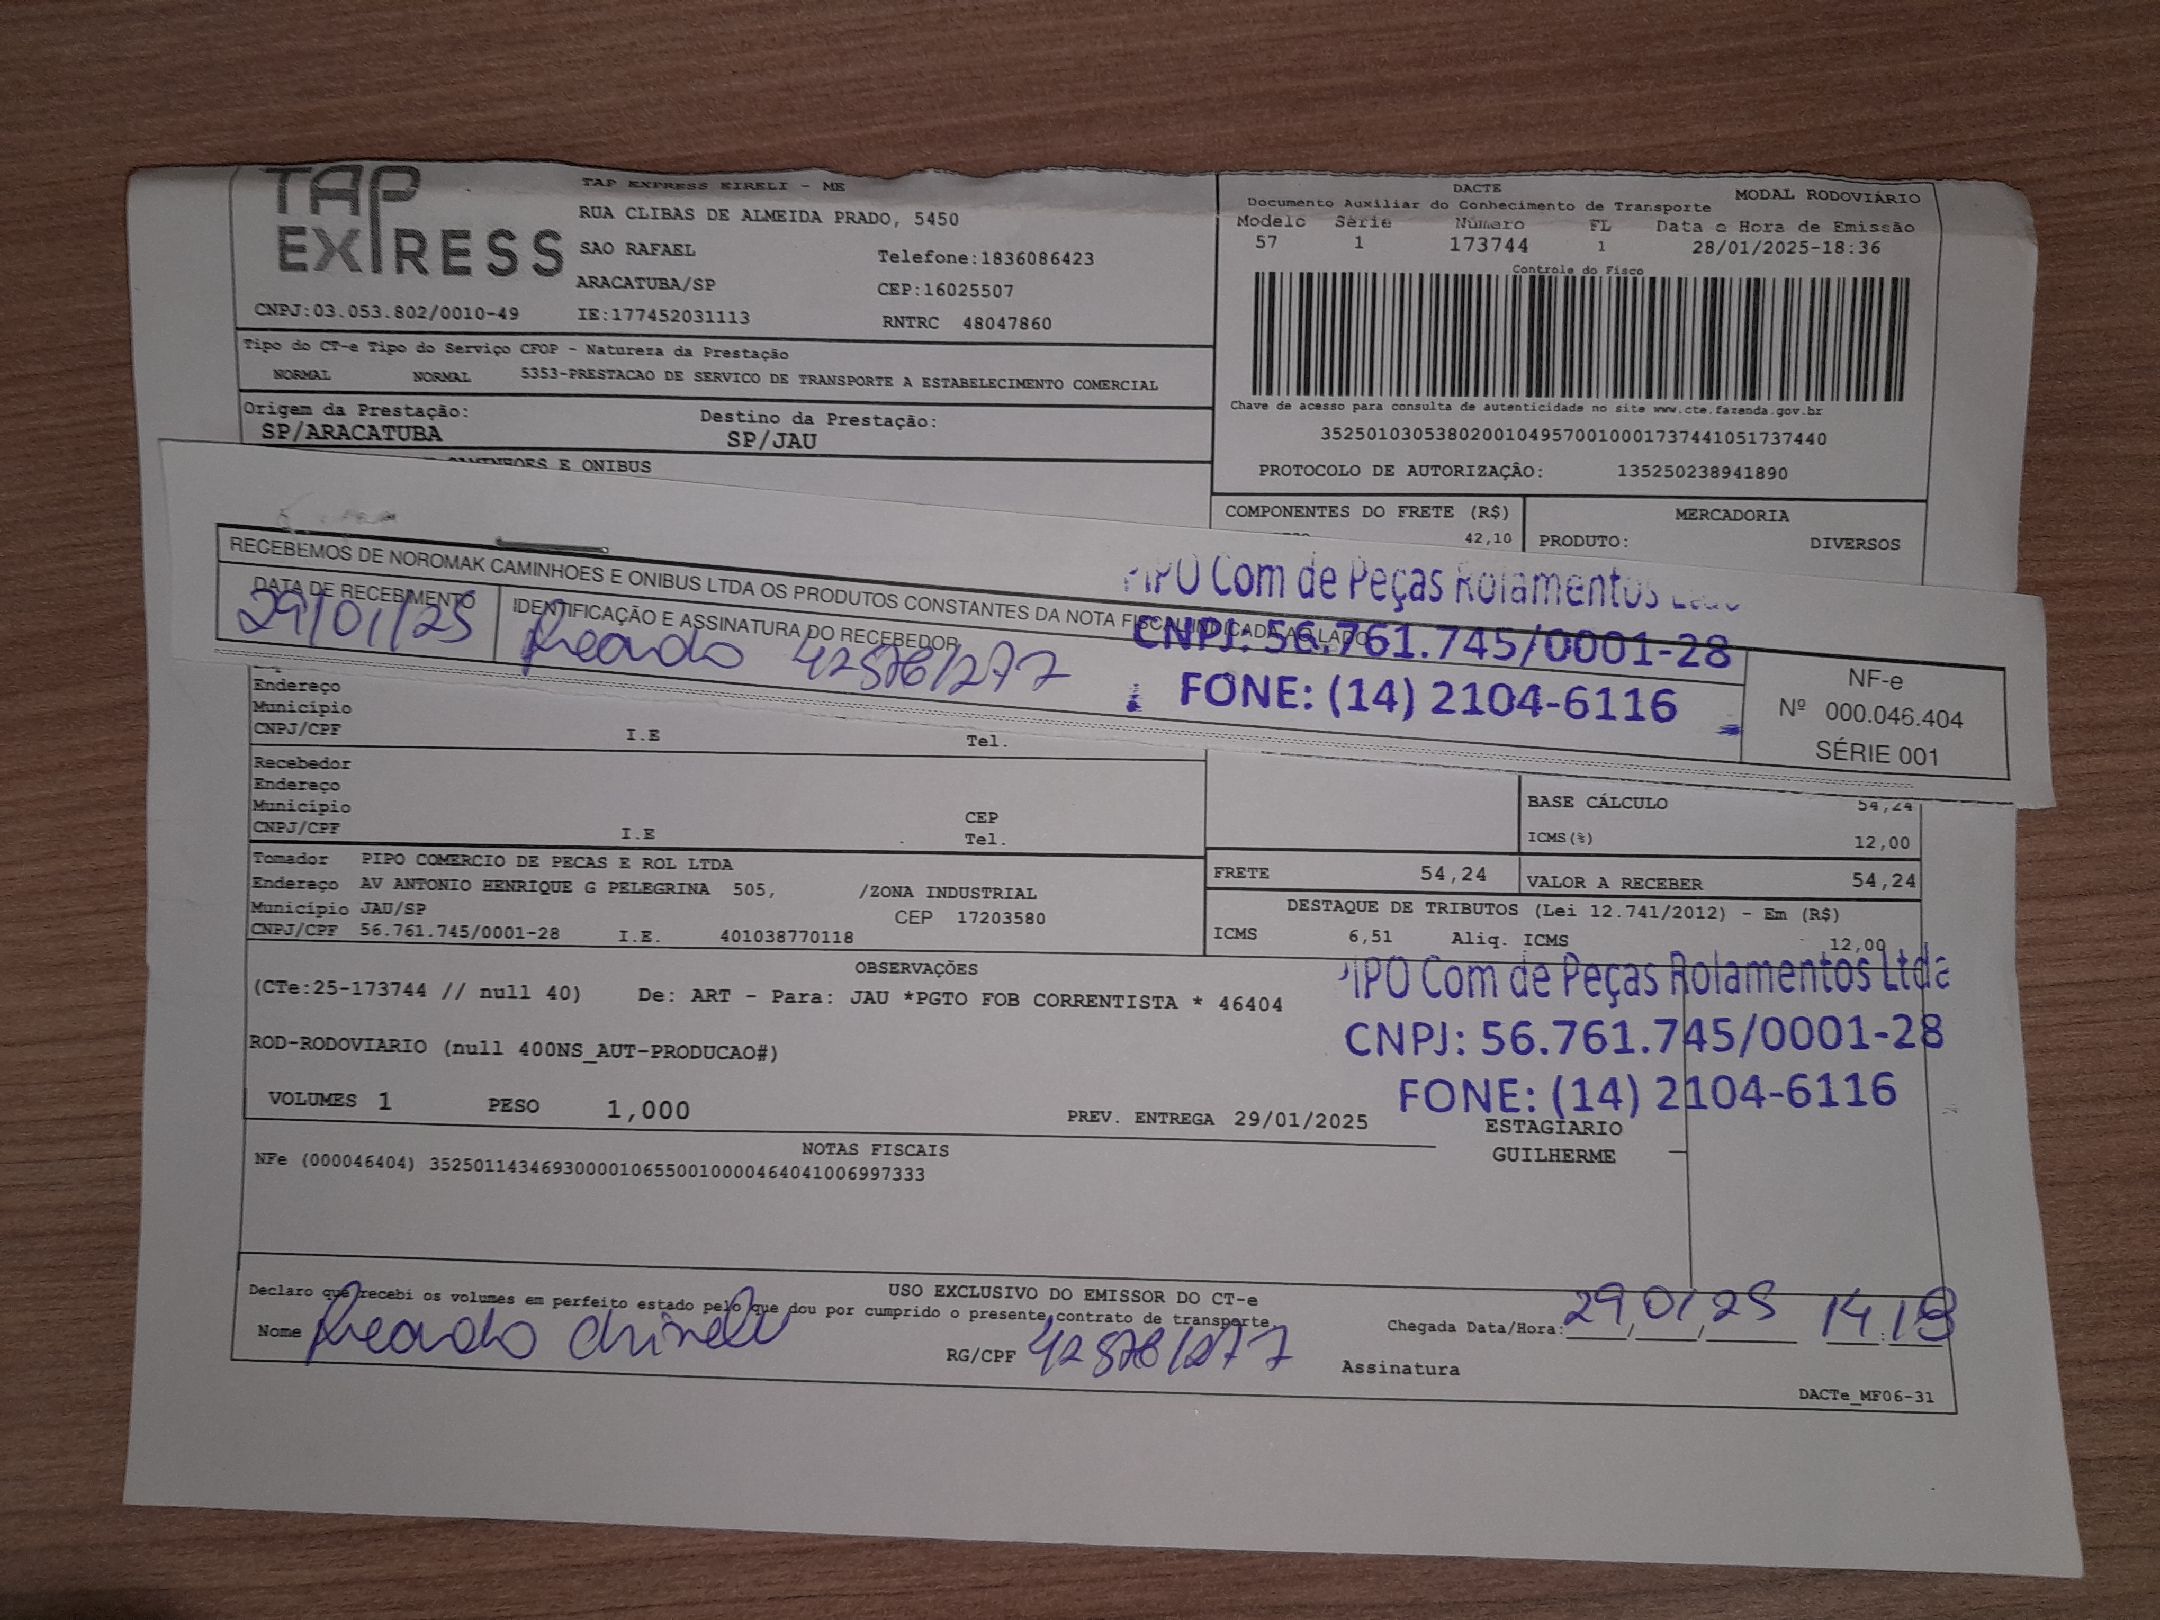 TAP EXPRESS
TAP EXPRESS EIRELI - ME
RUA CLIBAS DE ALMEIDA PRADO, 5450
SAO RAFAEL
Telefone:1836086423
ARACATUBA/SP
CEP:16025507
CNPJ:03.053.802/0010-49
IE:177452031113
RNTRC 48047860
DACTE
MODAL RODOVIÁRIO
Documento Auxiliar do Conhecimento de Transporte
Modelo Série Número FL Data e Hora de Emissão
57 1 173744 1 28/01/2025-18:36
Controle do Fisco
Chave de acesso para consulta de autenticidade no site www.cte.fazenda.gov.br
35250103053802001049570010001737441051737440
PROTOCOLO DE AUTORIZAÇÃO: 135250238941890
Tipo do CT-e Tipo do Serviço CFOP - Natureza da Prestação
NORMAL NORMAL 5353-PRESTACAO DE SERVICO DE TRANSPORTE A ESTABELECIMENTO COMERCIAL
Origem da Prestação: Destino da Prestação:
SP/ARACATUBA SP/JAU
CAMINHOES E ONIBUS
COMPONENTES DO FRETE (R$)
42,10
MERCADORIA
PRODUTO: DIVERSOS
RECEBEMOS DE NOROMAK CAMINHOES E ONIBUS LTDA OS PRODUTOS CONSTANTES DA NOTA FISCAL INDICADA AO LADO
DATA DE RECEBIMENTO
29/01/25
IDENTIFICAÇÃO E ASSINATURA DO RECEBEDOR
42578/277
PIPO Com de Peças Rolamentos Ltda
CNPJ: 56.761.745/0001-28
FONE: (14) 2104-6116
NF-e
Nº 000.046.404
SÉRIE 001
Endereço
Município
CNPJ/CPF I.E Tel.
Recebedor
Endereço
Município CEP
CNPJ/CPF I.E Tel.
BASE CÁLCULO 54,24
ICMS(%) 12,00
Tomador PIPO COMERCIO DE PECAS E ROL LTDA
Endereço AV ANTONIO HENRIQUE G PELEGRINA 505, /ZONA INDUSTRIAL
Município JAU/SP CEP 17203580
CNPJ/CPF 56.761.745/0001-28 I.E. 401038770118
FRETE 54,24 VALOR A RECEBER 54,24
DESTAQUE DE TRIBUTOS (Lei 12.741/2012) - Em (R$)
ICMS 6,51 Aliq. ICMS 12,00
OBSERVAÇÕES
(CTe:25-173744 // null 40) De: ART - Para: JAU *PGTO FOB CORRENTISTA * 46404
ROD-RODOVIARIO (null 400NS_AUT-PRODUCAO#)
PIPO Com de Peças Rolamentos Ltda
CNPJ: 56.761.745/0001-28
FONE: (14) 2104-6116
VOLUMES 1 PESO 1,000 PREV. ENTREGA 29/01/2025
ESTAGIARIO
GUILHERME
NOTAS FISCAIS
NFe (000046404) 35250114346930000106550010000464041006997333
USO EXCLUSIVO DO EMISSOR DO CT-e
Declaro que recebi os volumes em perfeito estado pelo que dou por cumprido o presente contrato de transporte
Nome
RG/CPF 42578/277
Chegada Data/Hora: 29/01/25 14:18
Assinatura
DACTe_MF06-31